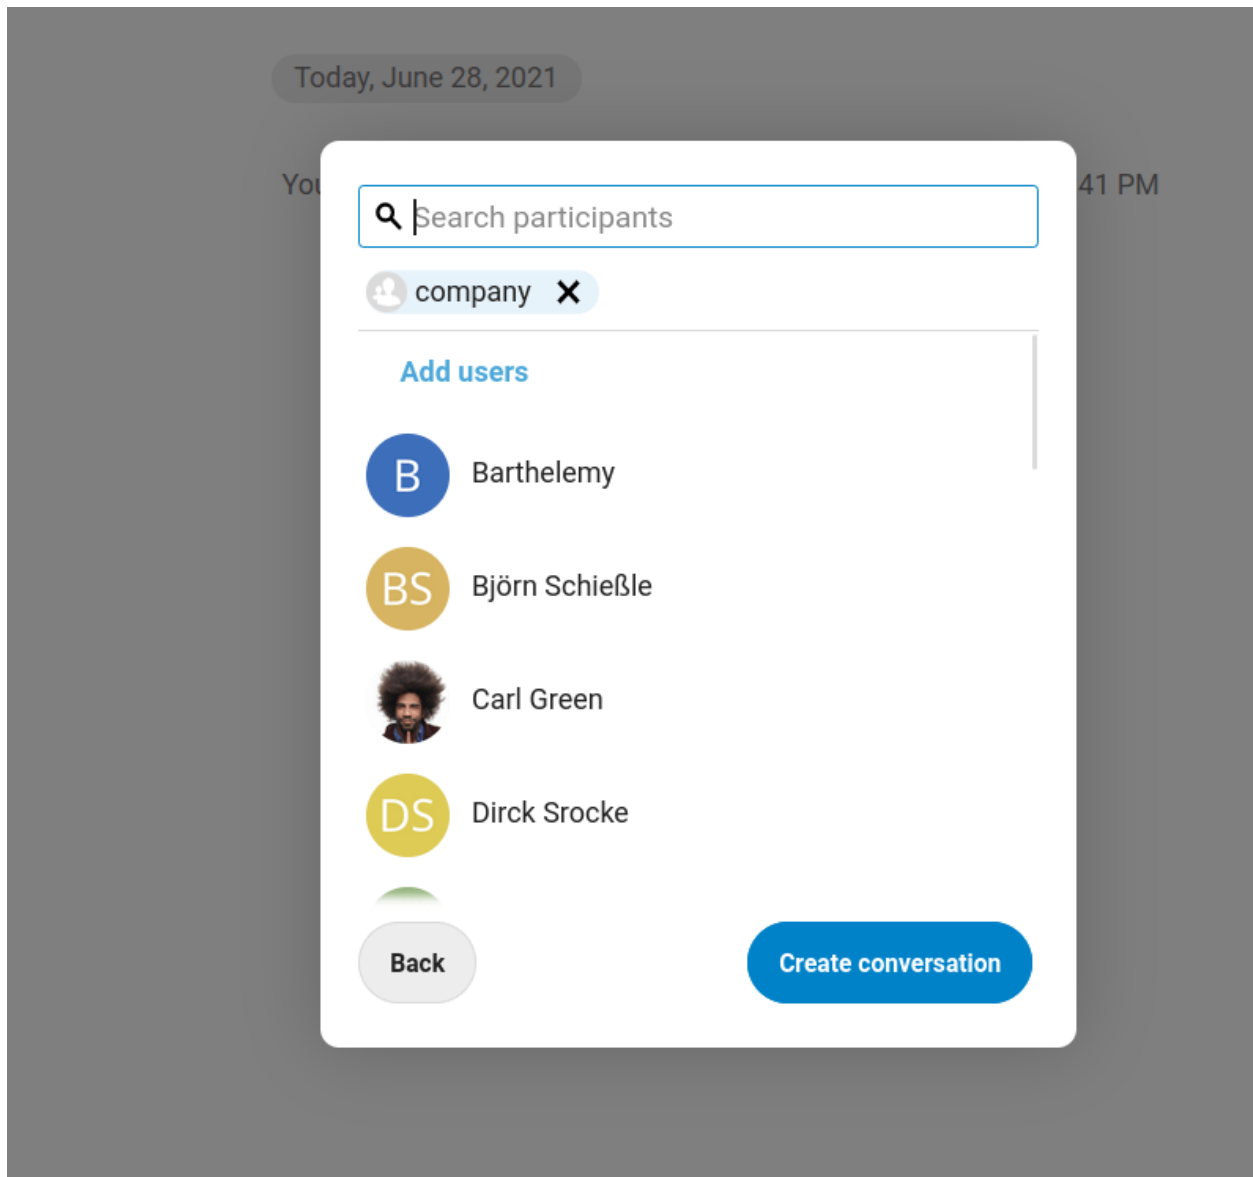 Today, June 28, 2021
You
41 PM
Search participants
company
Add users
B
Barthelemy
BS
Björn Schießle
Carl Green
DS
Dirck Srocke
Back
Create conversation